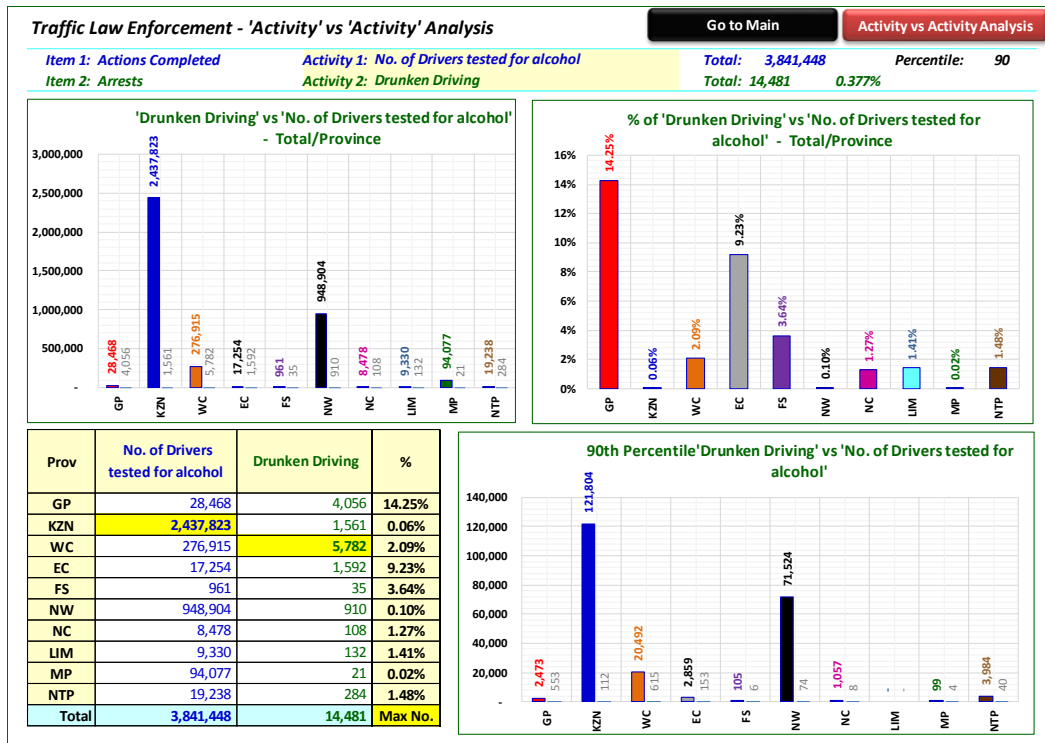 Traffic Law Enforcement - 'Activity' vs 'Activity' Analysis
Go to Main
Activity vs Activity Analysis
Item 1: Actions Completed Activity 1: No. of Drivers tested for alcohol Total: 3,841,448 Percentile: 90
Item 2: Arrests Activity 2: Drunken Driving Total: 14,481 0.377%
'Drunken Driving' vs 'No. of Drivers tested for alcohol'
- Total/Province
3,000,000
2,500,000
2,000,000
1,500,000
1,000,000
500,000
-
28,468 4,056 2,437,823 1,561 276,915 5,782 17,254 1,592 961 35 948,904 910 8,478 108 9,330 132 94,077 21 19,238 284
GP KZN WC EC FS NW NC LIM MP NTP
% of 'Drunken Driving' vs 'No. of Drivers tested for
alcohol' - Total/Province
16%
14%
12%
10%
8%
6%
4%
2%
0%
14.25% 0.06% 2.09% 9.23% 3.64% 0.10% 1.27% 1.41% 0.02% 1.48%
GP KZN WC EC FS NW NC LIM MP NTP
Prov No. of Drivers tested for alcohol Drunken Driving %
GP 28,468 4,056 14.25%
KZN 2,437,823 1,561 0.06%
WC 276,915 5,782 2.09%
EC 17,254 1,592 9.23%
FS 961 35 3.64%
NW 948,904 910 0.10%
NC 8,478 108 1.27%
LIM 9,330 132 1.41%
MP 94,077 21 0.02%
NTP 19,238 284 1.48%
Total 3,841,448 14,481 Max No.
90th Percentile'Drunken Driving' vs 'No. of Drivers tested for
alcohol'
140,000
120,000
100,000
80,000
60,000
40,000
20,000
-
2,473 553 121,804 112 20,492 615 2,859 153 105 6 71,524 74 1,057 8 - - 99 4 3,984 40
GP KZN WC EC FS NW NC LIM MP NTP